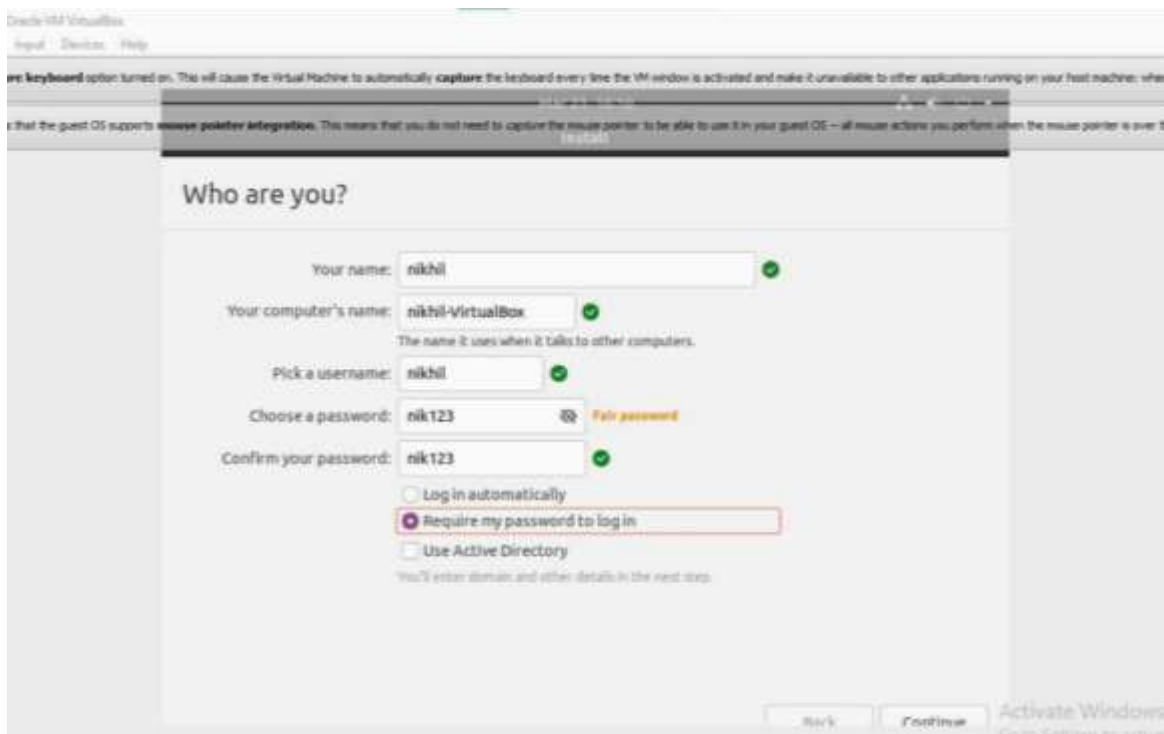 Oracle VM VirtualBox
Input Devices Help
re keyboard option turned on. This will cause the Virtual Machine to automatically capture the keyboard every time the VM window is activated and make it unavailable to other applications running on your host machine: whe
s that the guest OS supports mouse pointer integration. This means that you do not need to capture the mouse pointer to be able to use it in your guest OS -- all mouse actions you perform when the mouse pointer is over t
Install
Who are you?
Your name: nikhil
Your computer's name: nikhil-VirtualBox
The name it uses when it talks to other computers.
Pick a username: nikhil
Choose a password: nik123 Fair password
Confirm your password: nik123
Log in automatically
Require my password to log in
Use Active Directory
You'll enter domain and other details in the next step.
Back Continue
Activate Windows